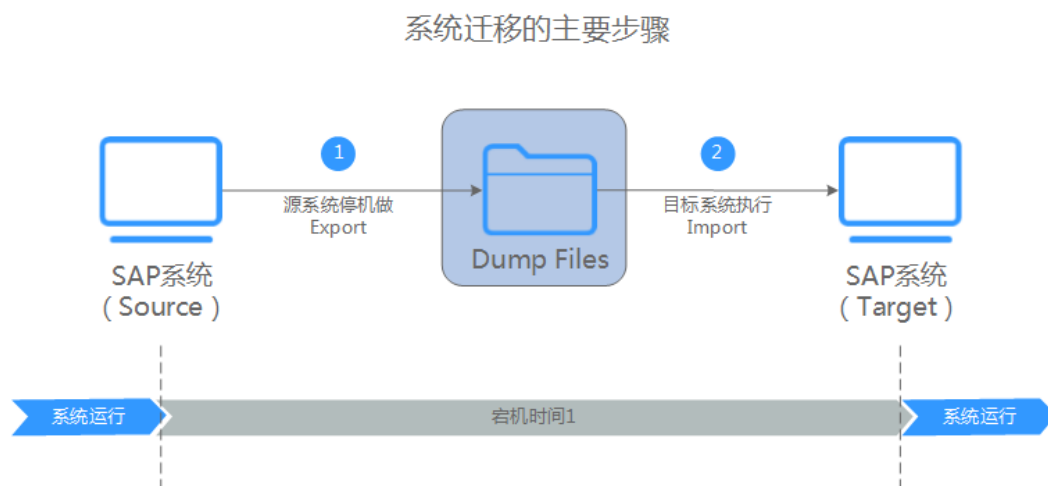 系统迁移的主要步骤
1
2
源系统停机做
Export
目标系统执行
Import
Dump Files
SAP系统
（Source）
SAP系统
（Target）
系统运行
宕机时间1
系统运行